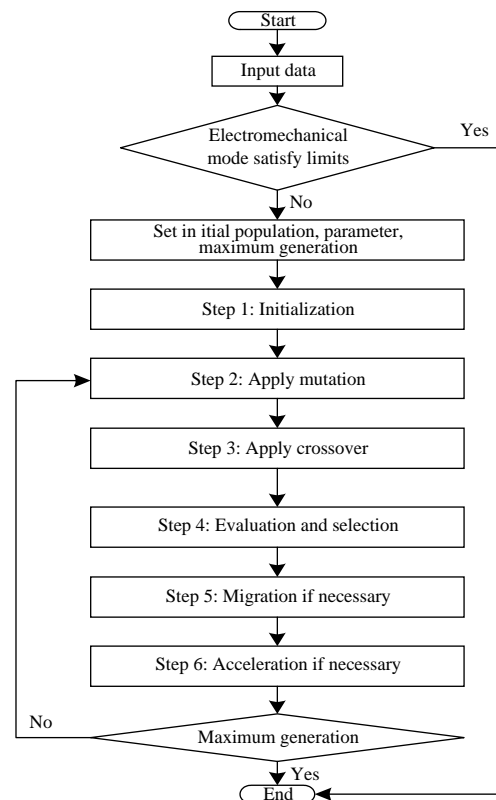 Start
Input data
Electromechanical
mode satisfy limits
Yes
No
Set in itial population, parameter,
maximum generation
Step 1: Initialization
Step 2: Apply mutation
Step 3: Apply crossover
Step 4: Evaluation and selection
Step 5: Migration if necessary
Step 6: Acceleration if necessary
No
Maximum generation
Yes
End